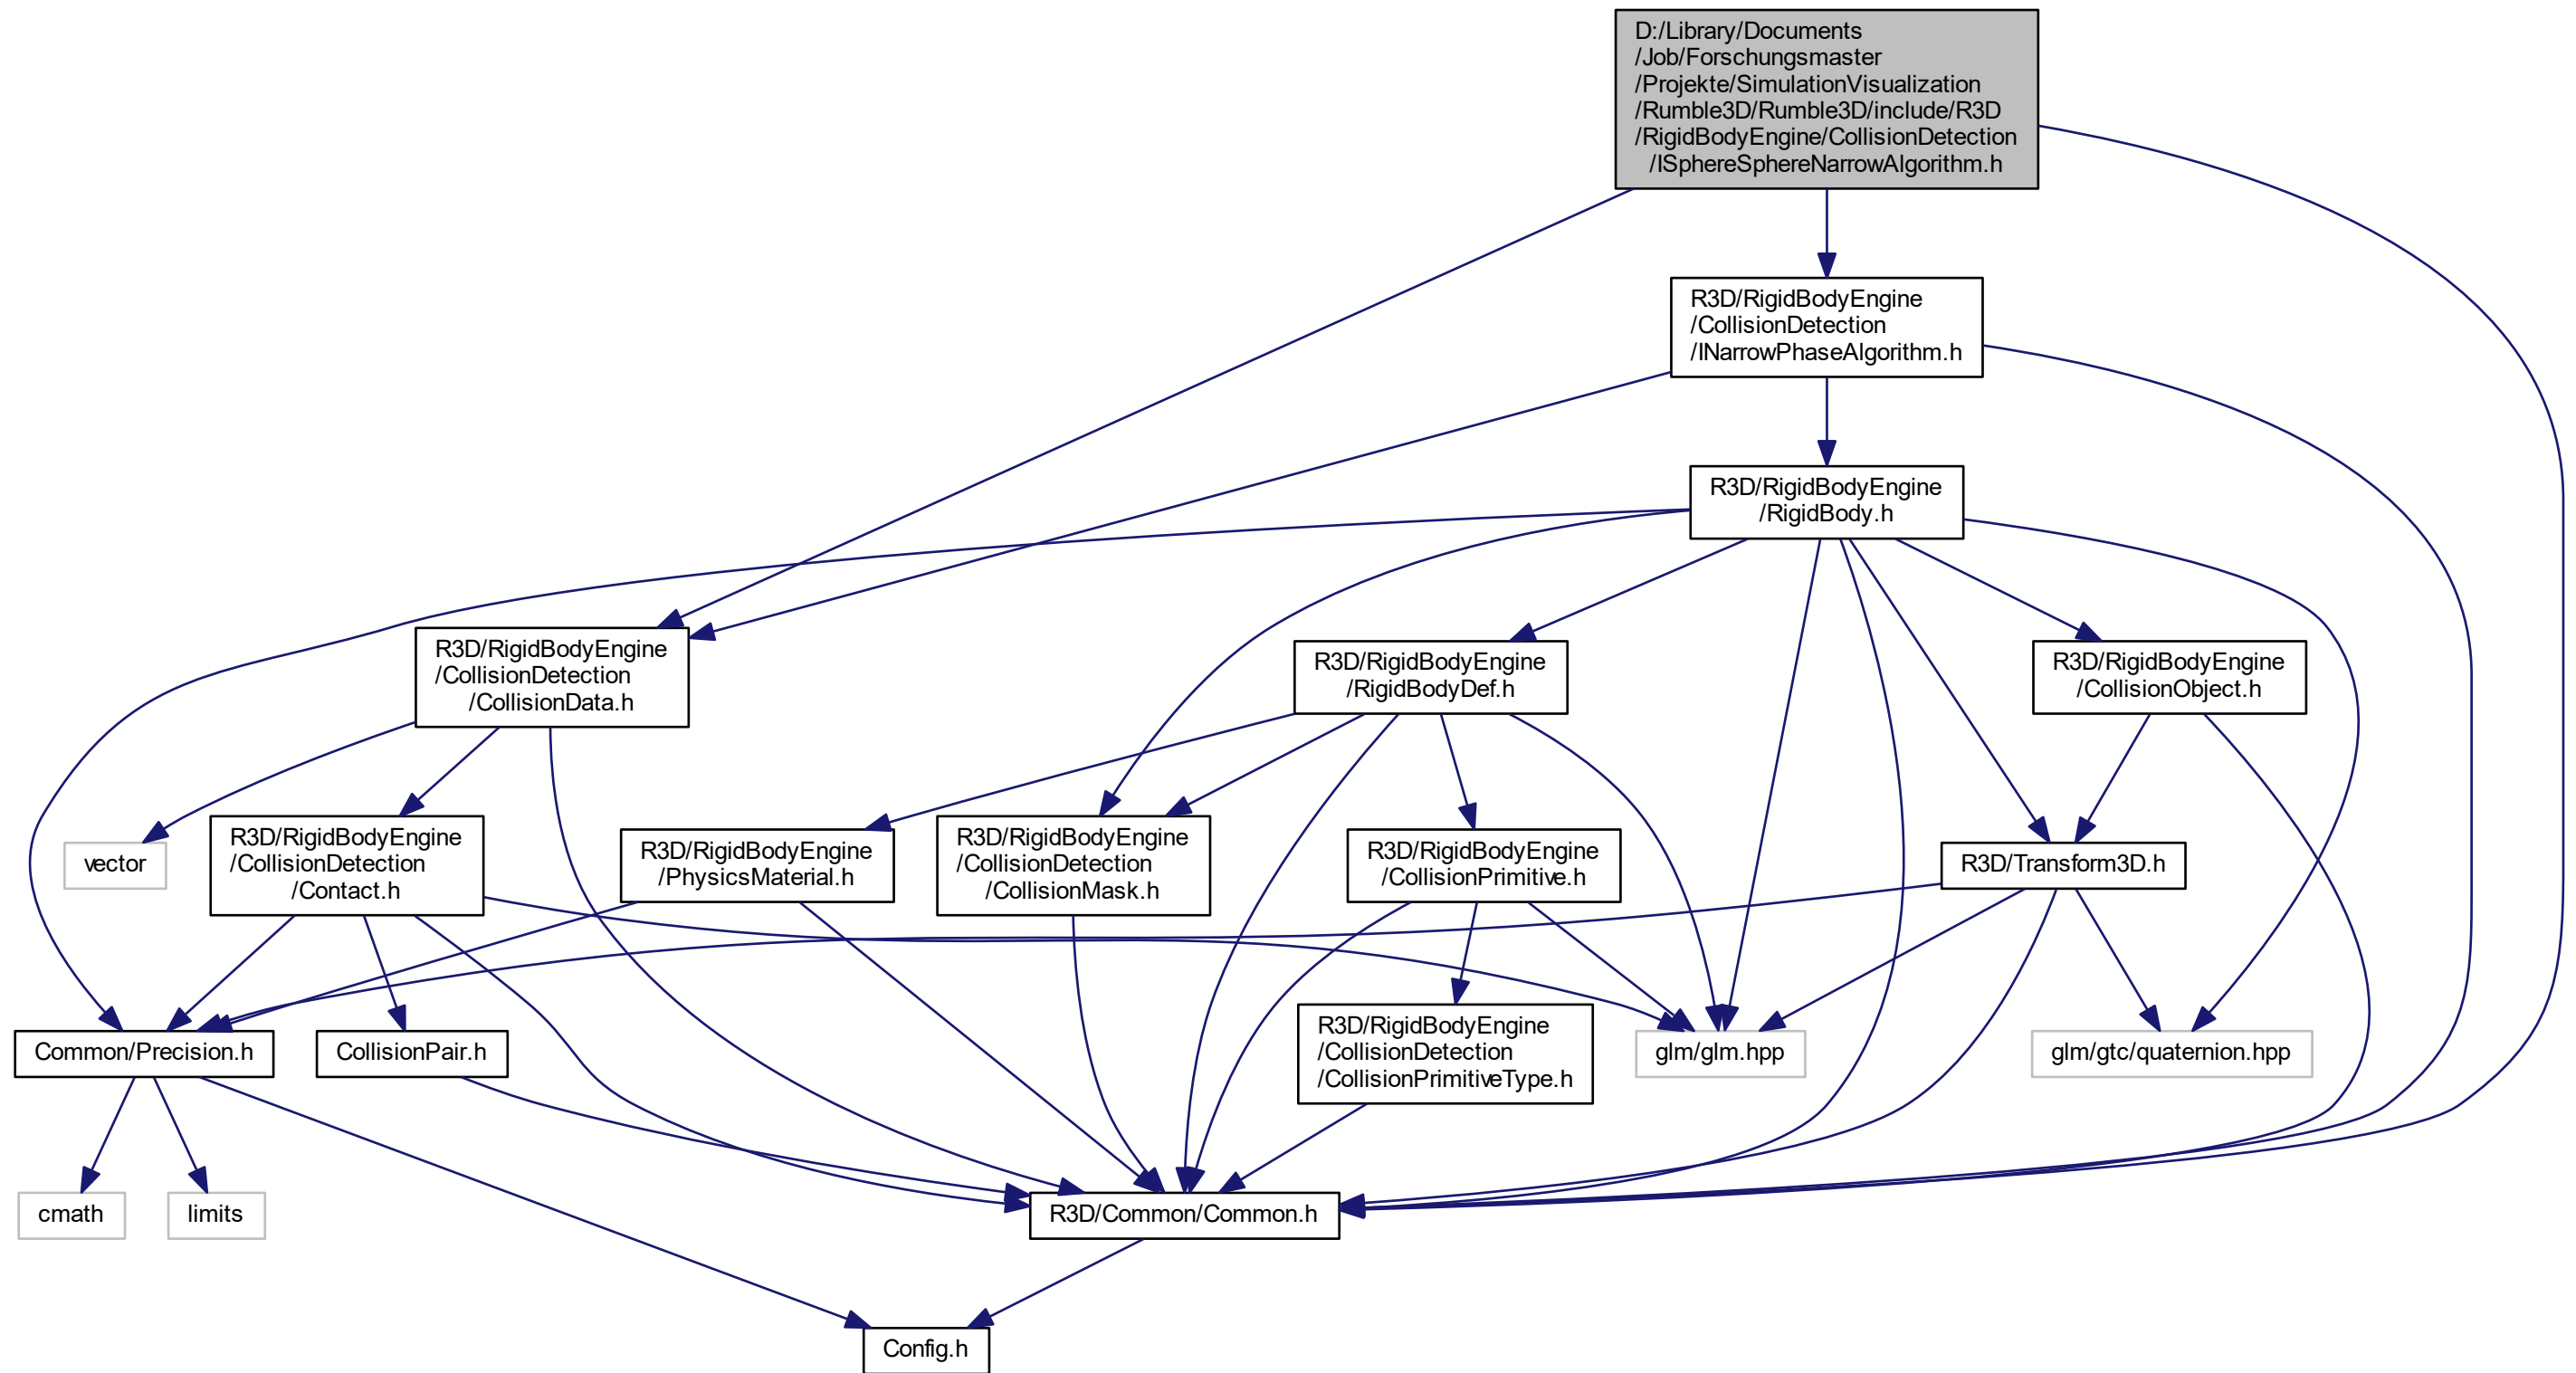 D:/Library/Documents
/Job/Forschungsmaster
/Projekte/SimulationVisualization
/Rumble3D/Rumble3D/include/R3D
/RigidBodyEngine/CollisionDetection
/ISphereSphereNarrowAlgorithm.h
R3D/RigidBodyEngine
/CollisionDetection
/INarrowPhaseAlgorithm.h
R3D/RigidBodyEngine
/RigidBody.h
R3D/RigidBodyEngine
/CollisionDetection
/CollisionData.h
R3D/RigidBodyEngine
/RigidBodyDef.h
R3D/RigidBodyEngine
/CollisionObject.h
vector
R3D/RigidBodyEngine
/CollisionDetection
/Contact.h
R3D/RigidBodyEngine
/PhysicsMaterial.h
R3D/RigidBodyEngine
/CollisionDetection
/CollisionMask.h
R3D/RigidBodyEngine
/CollisionPrimitive.h
R3D/Transform3D.h
Common/Precision.h
CollisionPair.h
R3D/RigidBodyEngine
/CollisionDetection
/CollisionPrimitiveType.h
glm/glm.hpp
glm/gtc/quaternion.hpp
cmath
limits
R3D/Common/Common.h
Config.h